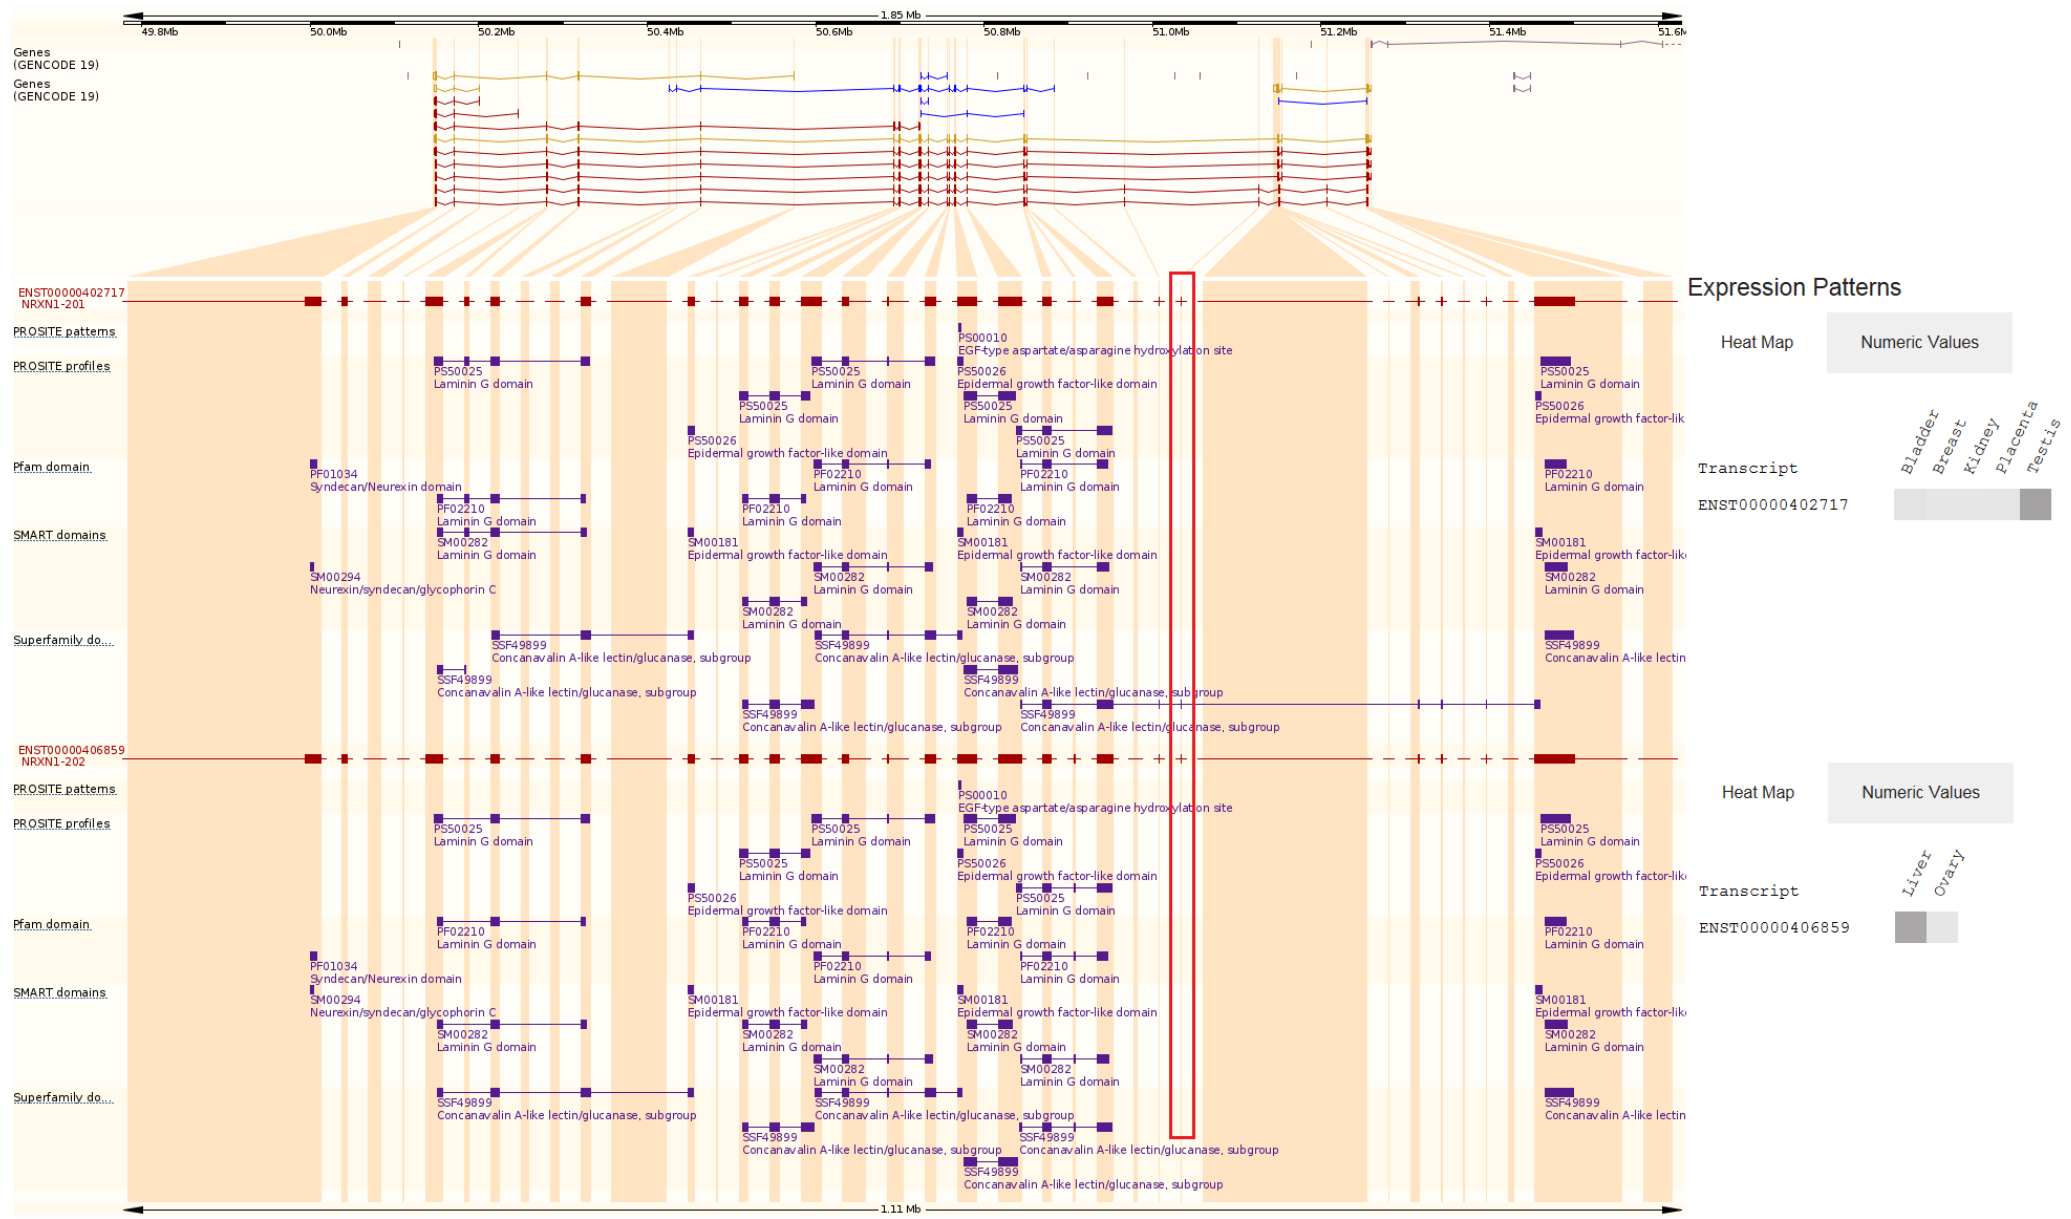 1.85 Mb
49.8Mb 50.0Mb 50.2Mb 50.4Mb 50.6Mb 50.8Mb 51.0Mb 51.2Mb 51.4Mb 51.6M
Genes
(GENCODE 19)
Genes
(GENCODE 19)
ENST00000402717
NRXN1-201
PROSITE patterns
PS00010
EGF-type aspartate/asparagine hydroxylation site
PROSITE profiles
PS50025 PS50025 PS50026 PS50025
Laminin G domain Laminin G domain Epidermal growth factor-like domain Laminin G domain
PS50025 PS50025 PS50026
Laminin G domain Laminin G domain Epidermal growth factor-lik
PS50026 PS50025
Epidermal growth factor-like domain Laminin G domain
Pfam domain
PF01034 PF02210 PF02210 PF02210
Syndecan/Neurexin domain Laminin G domain Laminin G domain Laminin G domain
PF02210 PF02210 PF02210
Laminin G domain Laminin G domain Laminin G domain
SMART domains
SM00282 SM00181 SM00181 SM00181
Laminin G domain Epidermal growth factor-like domain Epidermal growth factor-like domain Epidermal growth factor-lik
SM00294 SM00282 SM00282 SM00282
Neurexin/syndecan/glycophorin C Laminin G domain Laminin G domain Laminin G domain
SM00282 SM00282
Laminin G domain Laminin G domain
Superfamily do...
SSF49899 SSF49899 SSF49899
Concanavalin A-like lectin/glucanase, subgroup Concanavalin A-like lectin/glucanase, subgroup Concanavalin A-like lectin
SSF49899 SSF49899
Concanavalin A-like lectin/glucanase, subgroup Concanavalin A-like lectin/glucanase, subgroup
SSF49899 SSF49899
Concanavalin A-like lectin/glucanase, subgroup Concanavalin A-like lectin/glucanase, subgroup
ENST00000406859
NRXN1-202
PROSITE patterns
PS00010
EGF-type aspartate/asparagine hydroxylation site
PROSITE profiles
PS50025 PS50025 PS50025 PS50025
Laminin G domain Laminin G domain Laminin G domain Laminin G domain
PS50025 PS50026 PS50026
Laminin G domain Epidermal growth factor-like domain Epidermal growth factor-lik
PS50026 PS50025
Epidermal growth factor-like domain Laminin G domain
Pfam domain
PF02210 PF02210 PF02210 PF02210
Laminin G domain Laminin G domain Laminin G domain Laminin G domain
PF01034 PF02210 PF02210
Syndecan/Neurexin domain Laminin G domain Laminin G domain
SMART domains
SM00294 SM00181 SM00181 SM00181
Neurexin/syndecan/glycophorin C Epidermal growth factor-like domain Epidermal growth factor-like domain Epidermal growth factor-lik
SM00282 SM00282 SM00282 SM00282
Laminin G domain Laminin G domain Laminin G domain Laminin G domain
SM00282 SM00282
Laminin G domain Laminin G domain
Superfamily do...
SSF49899 SSF49899 SSF49899
Concanavalin A-like lectin/glucanase, subgroup Concanavalin A-like lectin/glucanase, subgroup Concanavalin A-like lectin
SSF49899 SSF49899
Concanavalin A-like lectin/glucanase, subgroup Concanavalin A-like lectin/glucanase, subgroup
SSF49899
Concanavalin A-like lectin/glucanase, subgroup
1.11 Mb
Expression Patterns
Heat Map Numeric Values
Bladder Breast Kidney Placenta Testis
Transcript
ENST00000402717
Heat Map Numeric Values
Liver Ovary
Transcript
ENST00000406859